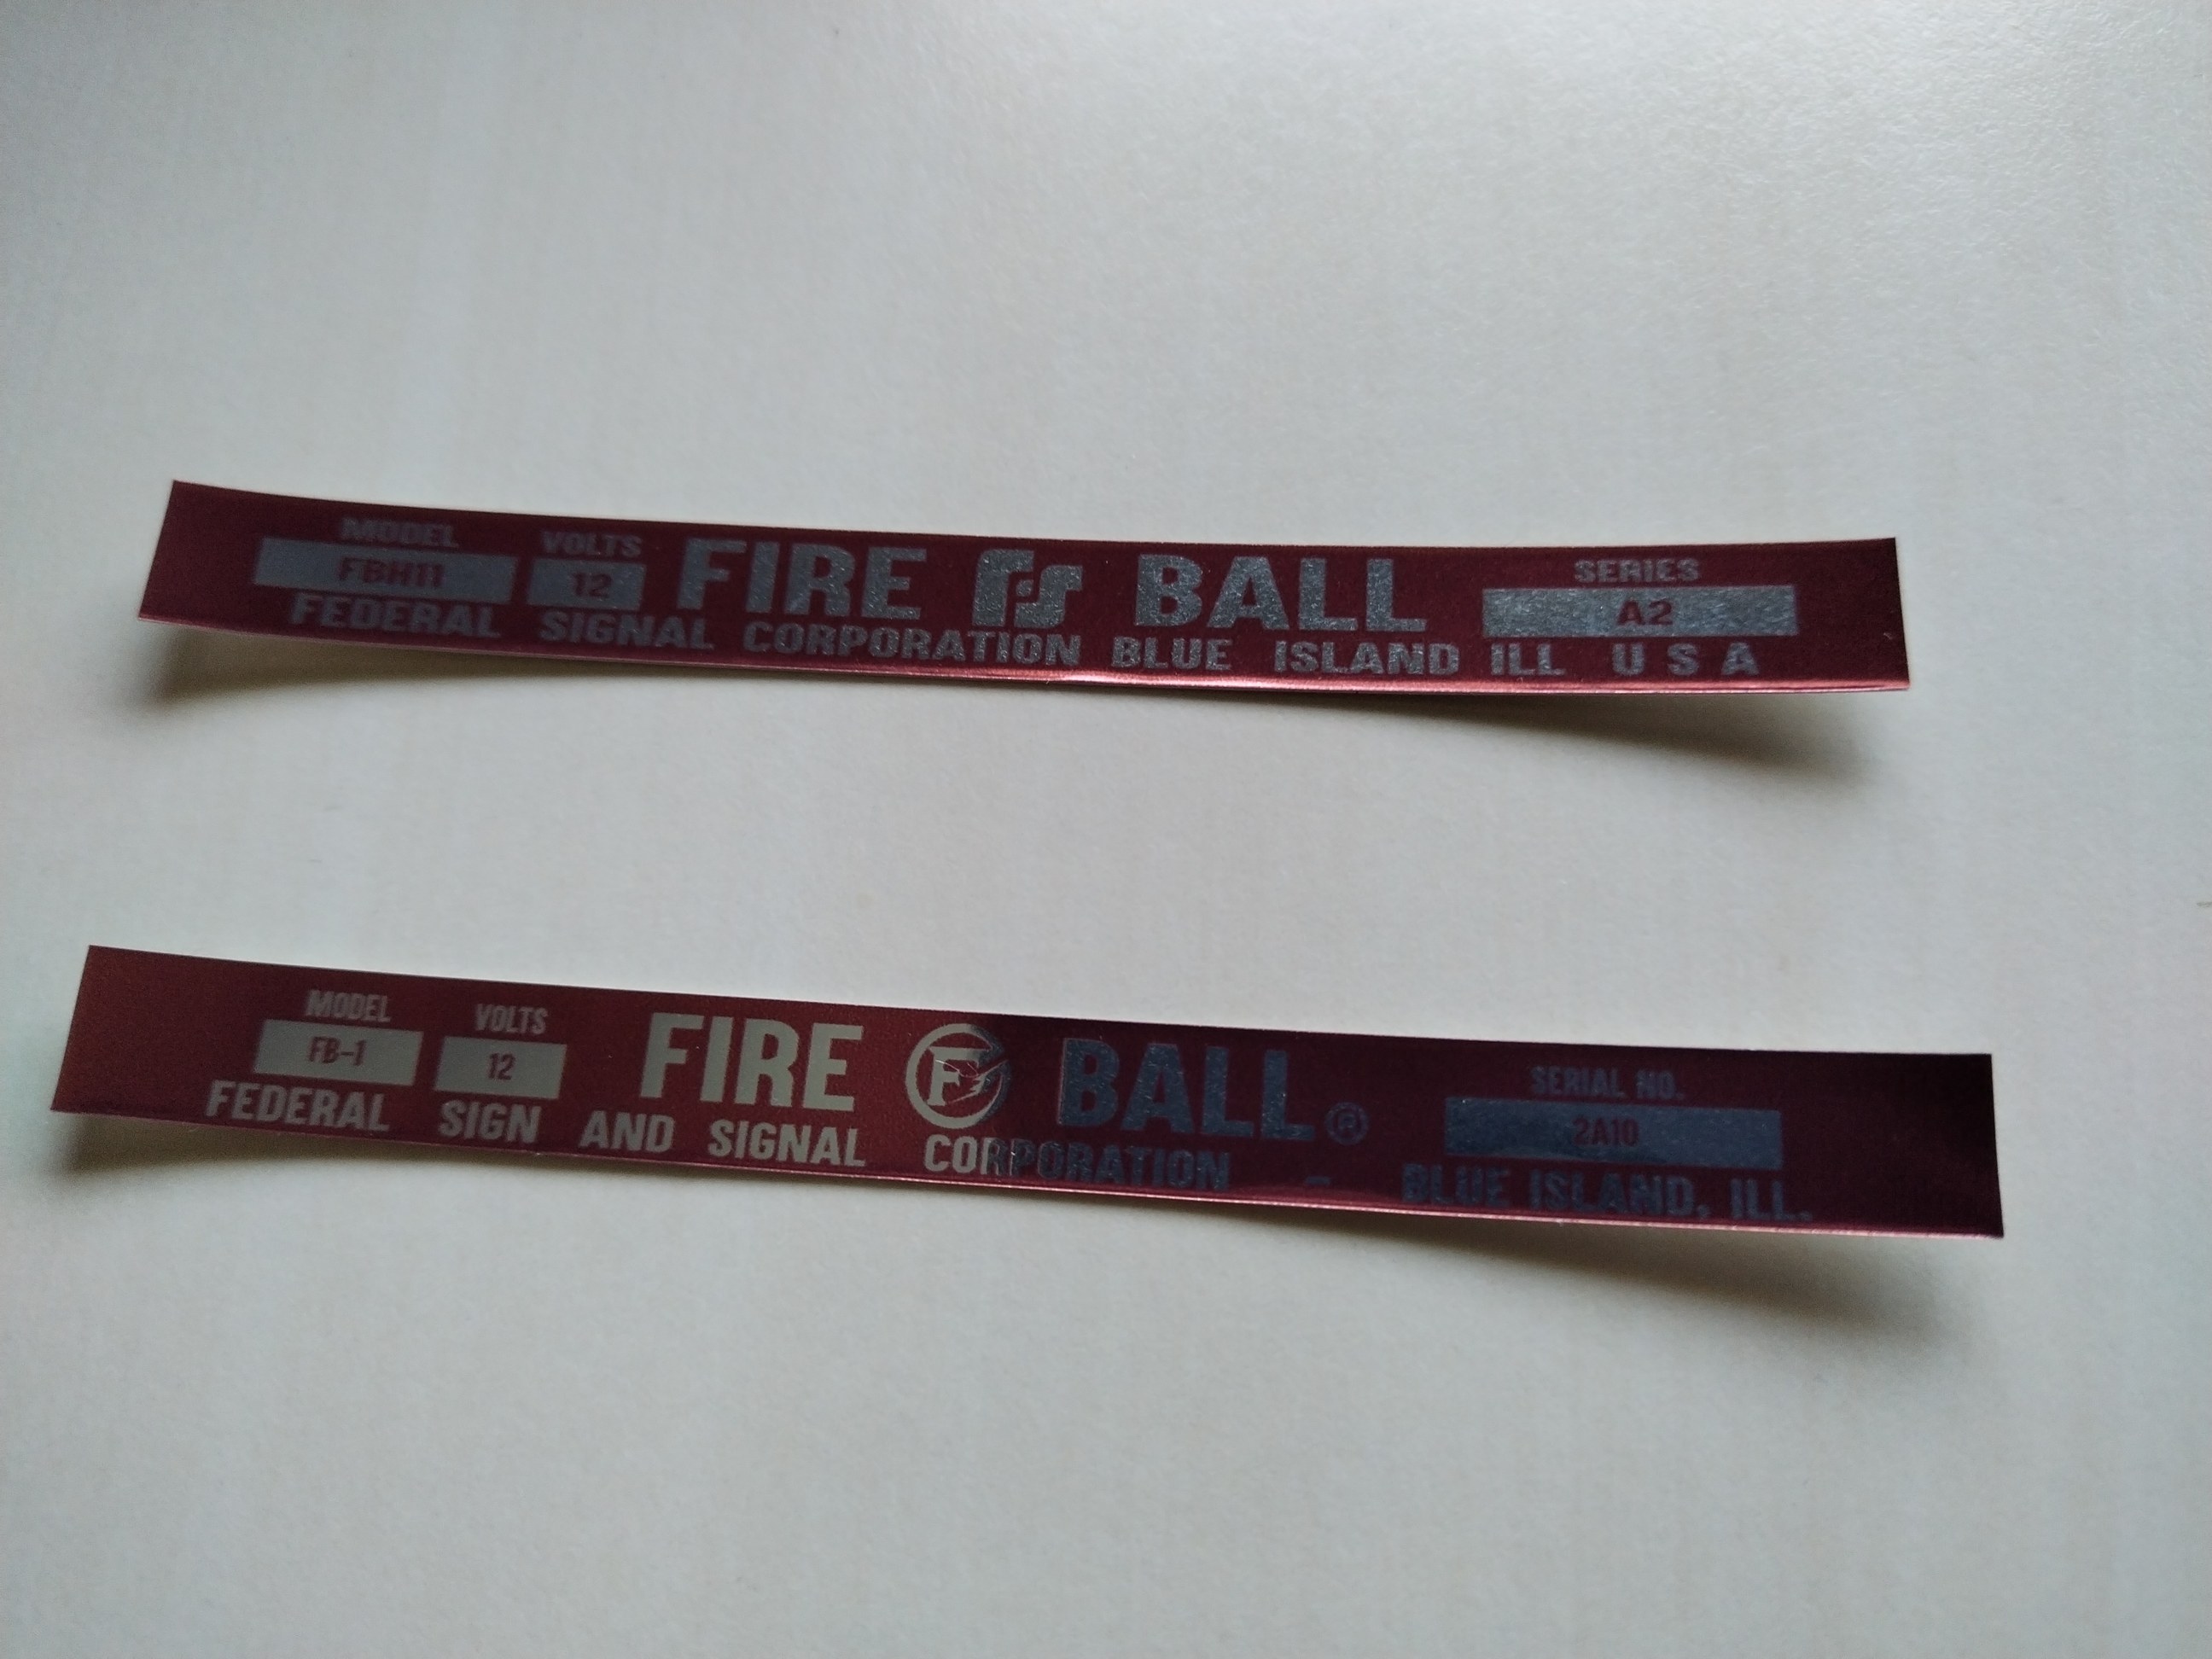 MODEL VOLTS FIRE FS BALL SERIES
FBH11 12 A2
FEDERAL SIGNAL CORPORATION BLUE ISLAND ILL U S A
MODEL VOLTS FIRE F BALL® SERIAL NO.
FB-1 12 2A10
FEDERAL SIGN AND SIGNAL CORPORATION - BLUE ISLAND, ILL.